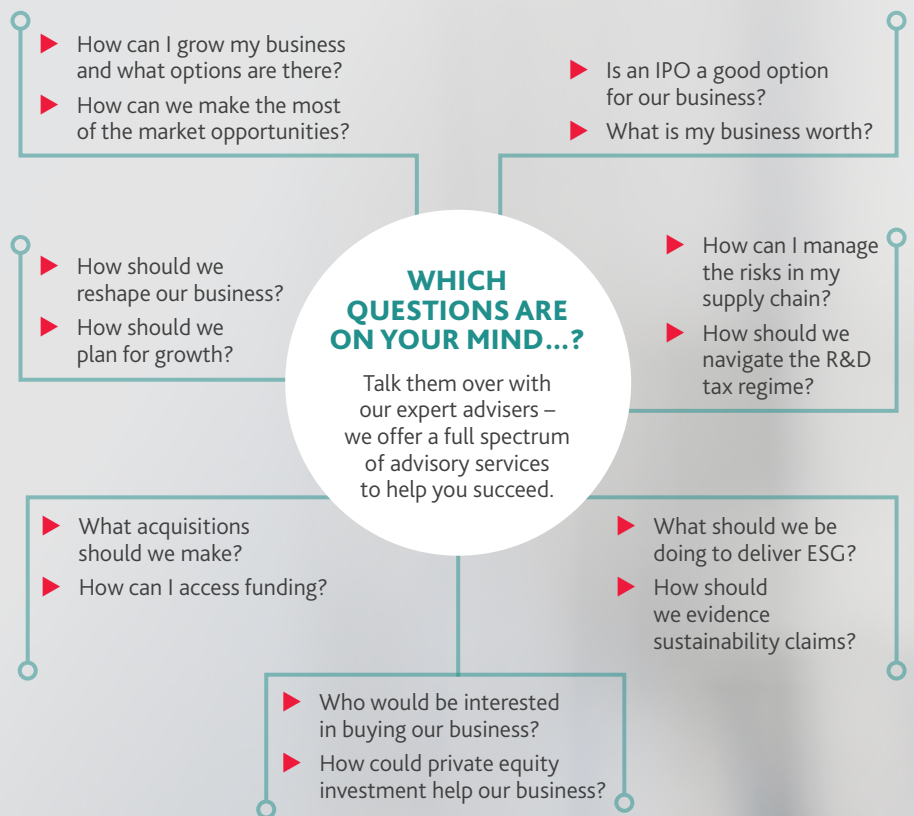 How can I grow my business
and what options are there?
How can we make the most
of the market opportunities?
Is an IPO a good option
for our business?
What is my business worth?
How should we
reshape our business?
How should we
plan for growth?
WHICH
QUESTIONS ARE
ON YOUR MIND...?
Talk them over with
our expert advisers –
we offer a full spectrum
of advisory services
to help you succeed.
How can I manage
the risks in my
supply chain?
How should we
navigate the R&D
tax regime?
What acquisitions
should we make?
How can I access funding?
What should we be
doing to deliver ESG?
How should
we evidence
sustainability claims?
Who would be interested
in buying our business?
How could private equity
investment help our business?